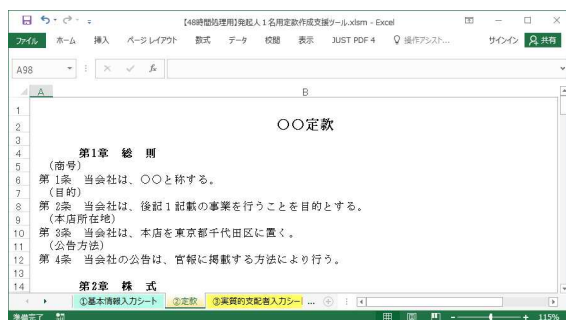 【48時間処理用】発起人1名用定款作成支援ツール.xlsm - Excel
ファイル ホーム 挿入 ページレイアウト 数式 データ 校閲 表示 JUST PDF 4 操作アシスト... サインイン 共有
A98 fx
A B
1
2 〇〇定款
3
4 第1章 総 則
5 (商号)
6 第 1条 当会社は、〇〇と称する。
7 (目的)
8 第 2条 当会社は、後記1記載の事業を行うことを目的とする。
9 (本店所在地)
10 第 3条 当会社は、本店を東京都千代田区に置く。
11 (公告方法)
12 第 4条 当会社の公告は、官報に掲載する方法により行う。
13
14 第2章 株 式
①基本情報入力シート ②定款 ③実質的支配者入力シー ...
準備完了 115%